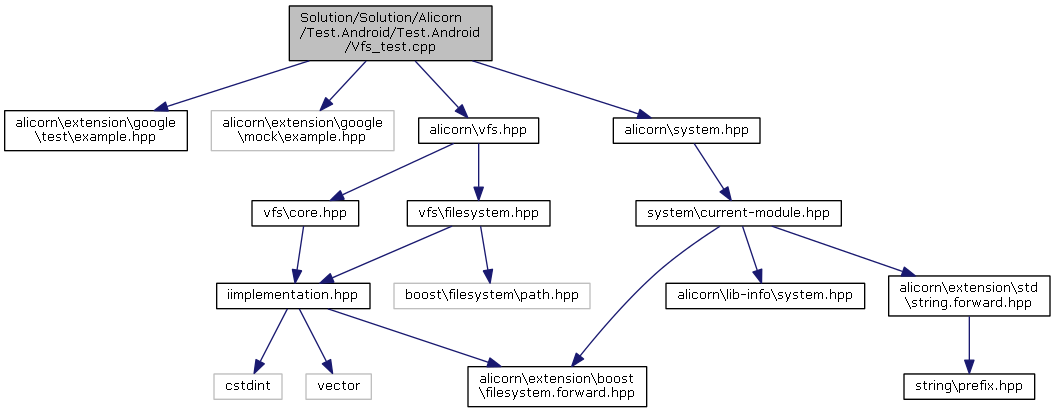 Solution/Solution/Alicorn
/Test.Android/Test.Android
/Vfs_test.cpp
alicorn\extension\google
\test\example.hpp
alicorn\extension\google
\mock\example.hpp
alicorn\vfs.hpp
alicorn\system.hpp
vfs\core.hpp
vfs\filesystem.hpp
system\current-module.hpp
iimplementation.hpp
boost\filesystem\path.hpp
alicorn\lib-info\system.hpp
alicorn\extension\std
\string.forward.hpp
cstdint
vector
alicorn\extension\boost
\filesystem.forward.hpp
string\prefix.hpp